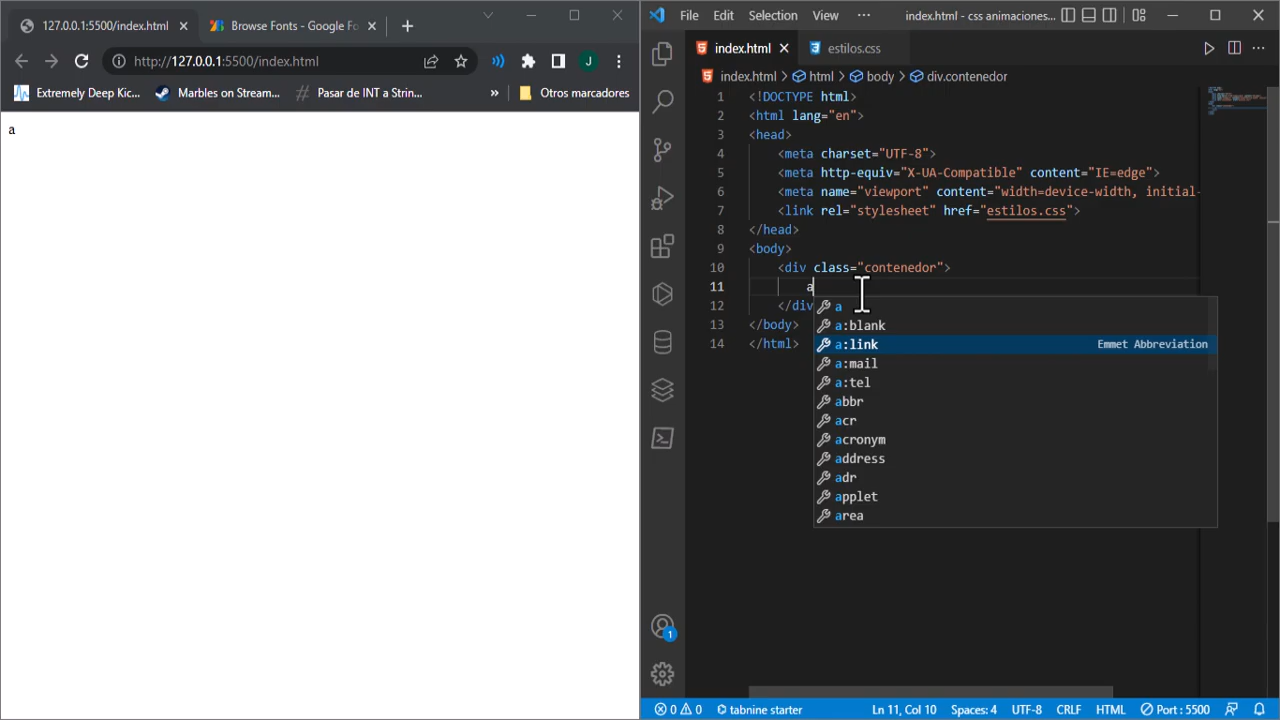 127.0.0.1:5500/index.html
Browse Fonts - Google Fo
http://127.0.0.1:5500/index.html
J
Extremely Deep Kic...
Marbles on Stream...
Pasar de INT a Strin...
»
Otros marcadores
a
File Edit Selection View ··· index.html - css animaciones...
index.html
estilos.css
index.html > html > body > div.contenedor
1 <!DOCTYPE html>
2 <html lang="en">
3 <head>
4 <meta charset="UTF-8">
5 <meta http-equiv="X-UA-Compatible" content="IE=edge">
6 <meta name="viewport" content="width=device-width, initial-
7 <link rel="stylesheet" href="estilos.css">
8 </head>
9 <body>
10 <div class="contenedor">
11 a
12 </div
13 </body>
14 </html>
a
a:blank
a:link Emmet Abbreviation
a:mail
a:tel
abbr
acr
acronym
address
adr
applet
area
1
0 0 tabnine starter Ln 11, Col 10 Spaces: 4 UTF-8 CRLF HTML Port : 5500